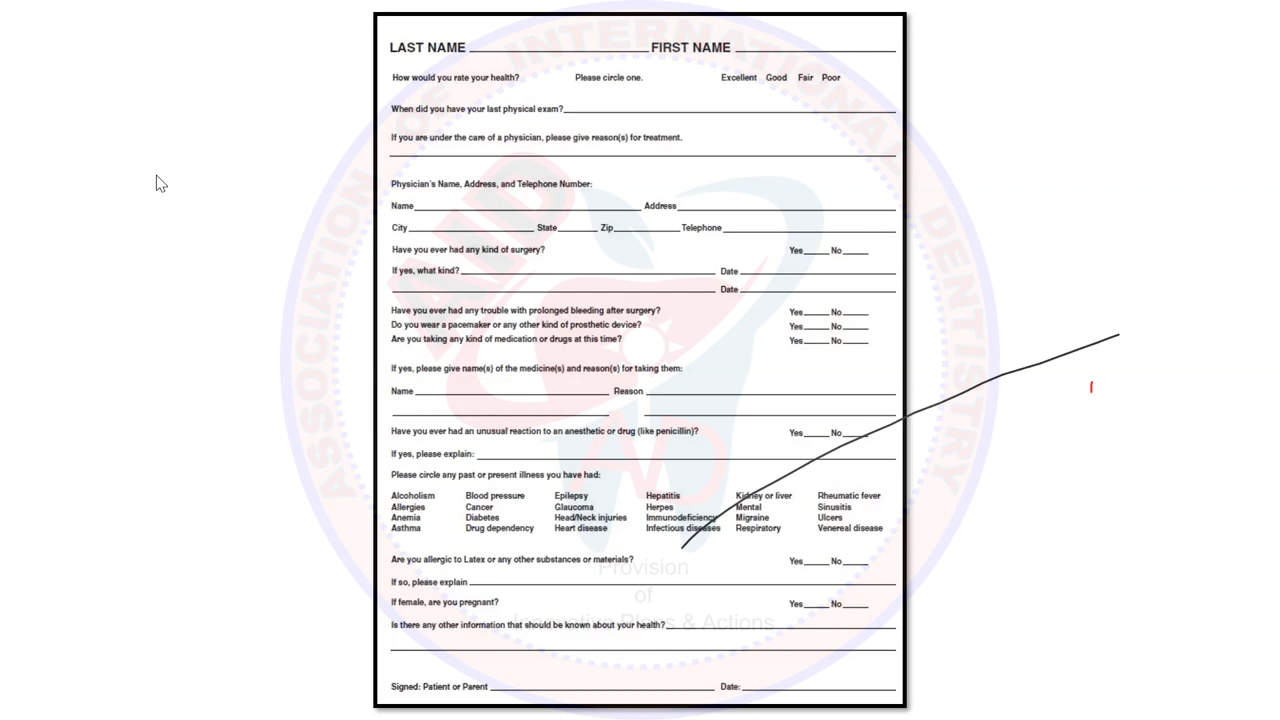 LAST NAME FIRST NAME
How would you rate your health? Please circle one. Excellent Good Fair Poor
When did you have your last physical exam?
If you are under the care of a physician, please give reason(s) for treatment.
Physician's Name, Address, and Telephone Number:
Name Address
City State Zip Telephone
Have you ever had any kind of surgery? Yes No
If yes, what kind? Date
Date
Have you ever had any trouble with prolonged bleeding after surgery? Yes No
Do you wear a pacemaker or any other kind of prosthetic device? Yes No
Are you taking any kind of medication or drugs at this time? Yes No
If yes, please give name(s) of the medicine(s) and reason(s) for taking them:
Name Reason
Have you ever had an unusual reaction to an anesthetic or drug (like penicillin)? Yes No
If yes, please explain:
Please circle any past or present illness you have had:
Alcoholism Blood pressure Epilepsy Hepatitis Kidney or liver Rheumatic fever
Allergies Cancer Glaucoma Herpes Mental Sinusitis
Anemia Diabetes Head/Neck injuries Immunodeficiency Migraine Ulcers
Asthma Drug dependency Heart disease Infectious diseases Respiratory Venereal disease
Are you allergic to Latex or any other substances or materials? Yes No
If so, please explain
If female, are you pregnant? Yes No
Is there any other information that should be known about your health?
Signed: Patient or Parent Date:
ASSOCIATION OF INTERNATIONAL DENTISTRY
AID
AD
Provision
of
& Actions